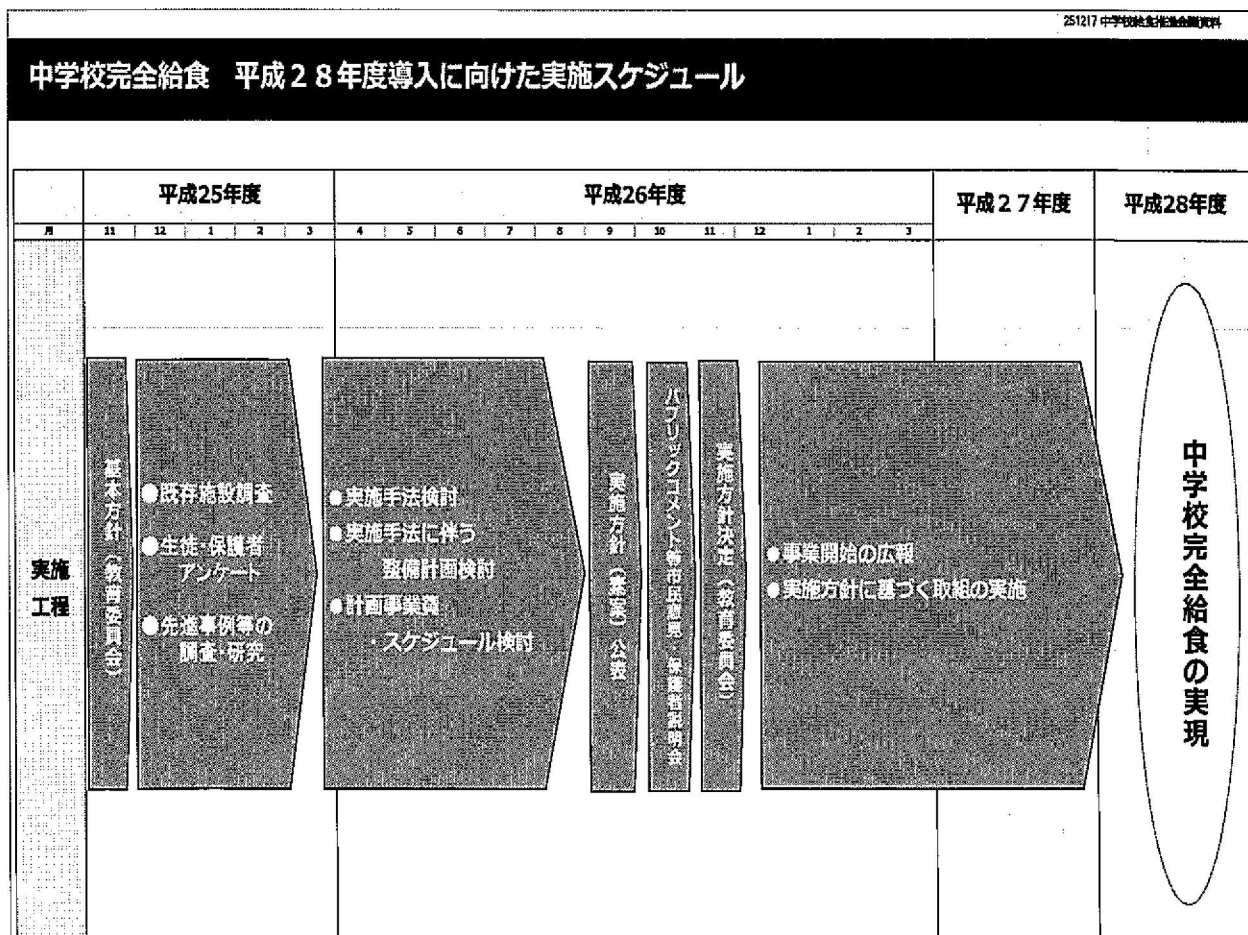 251217 中学校給食推進会議資料
中学校完全給食 平成28年度導入に向けた実施スケジュール
平成25年度
平成26年度
平成27年度
平成28年度
月 11 12 1 2 3 4 5 6 7 8 9 10 11 12 1 2 3
実施
工程
基本方針(教育委員会)
●既存施設調査
●生徒・保護者
アンケート
●先進事例等の
調査・研究
●実施手法検討
●実施手法に伴う
整備計画検討
●計画事業費
・スケジュール検討
実施方針(素案)公表
パブリックコメント等市民意見・保護者説明会
実施方針決定(教育委員会)
●事業開始の広報
●実施方針に基づく取組の実施
中学校完全給食の実現